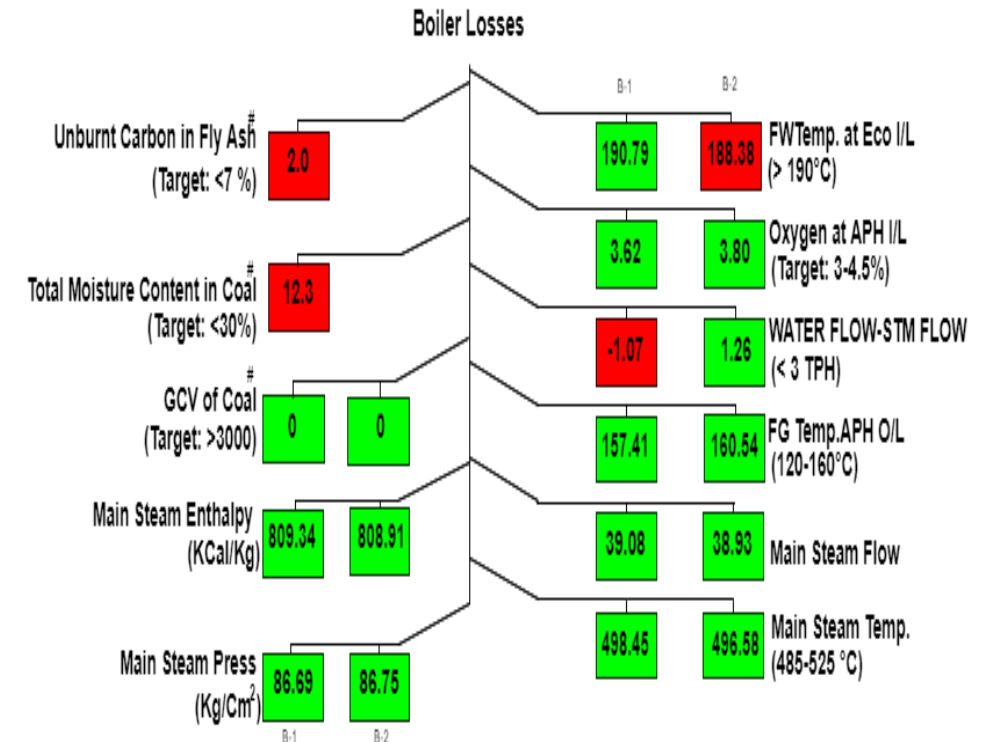 Boiler Losses
#
Unburnt Carbon in Fly Ash
(Target: <7 %)
2.0
#
Total Moisture Content in Coal
(Target: <30%)
12.3
#
GCV of Coal
(Target: >3000)
0 0
Main Steam Enthalpy
(KCal/Kg)
809.34 808.91
Main Steam Press
(Kg/Cm²)
86.69 86.75
B-1 B-2
B-1 B-2
190.79 188.38
FWTemp. at Eco I/L
(> 190°C)
3.62 3.80
Oxygen at APH I/L
(Target: 3-4.5%)
-1.07 1.26
WATER FLOW-STM FLOW
(< 3 TPH)
157.41 160.54
FG Temp.APH O/L
(120-160°C)
39.08 38.93
Main Steam Flow
498.45 496.58
Main Steam Temp.
(485-525 °C)